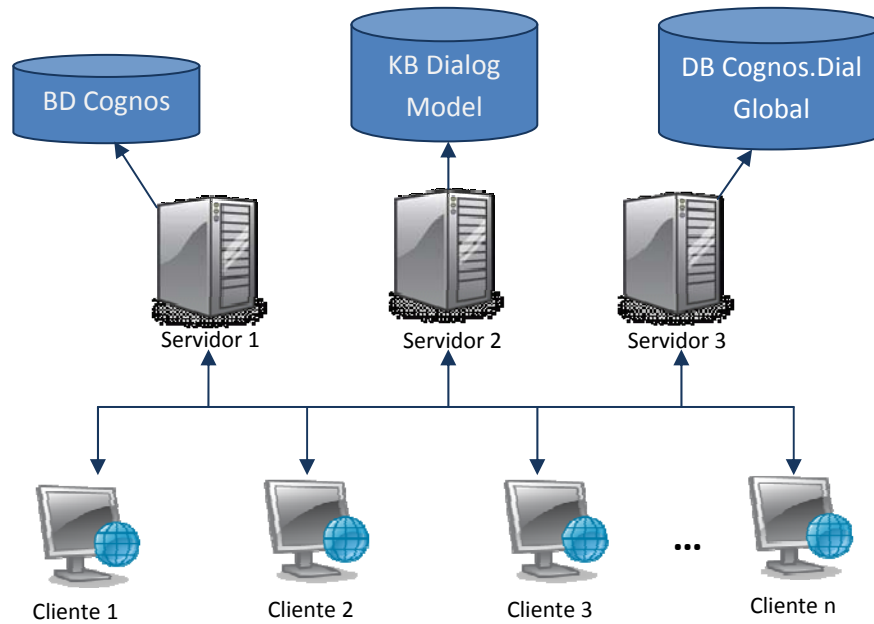 BD Cognos
KB Dialog
Model
DB Cognos.Dial
Global
Servidor 1
Servidor 2
Servidor 3
...
Cliente 1
Cliente 2
Cliente 3
Cliente n